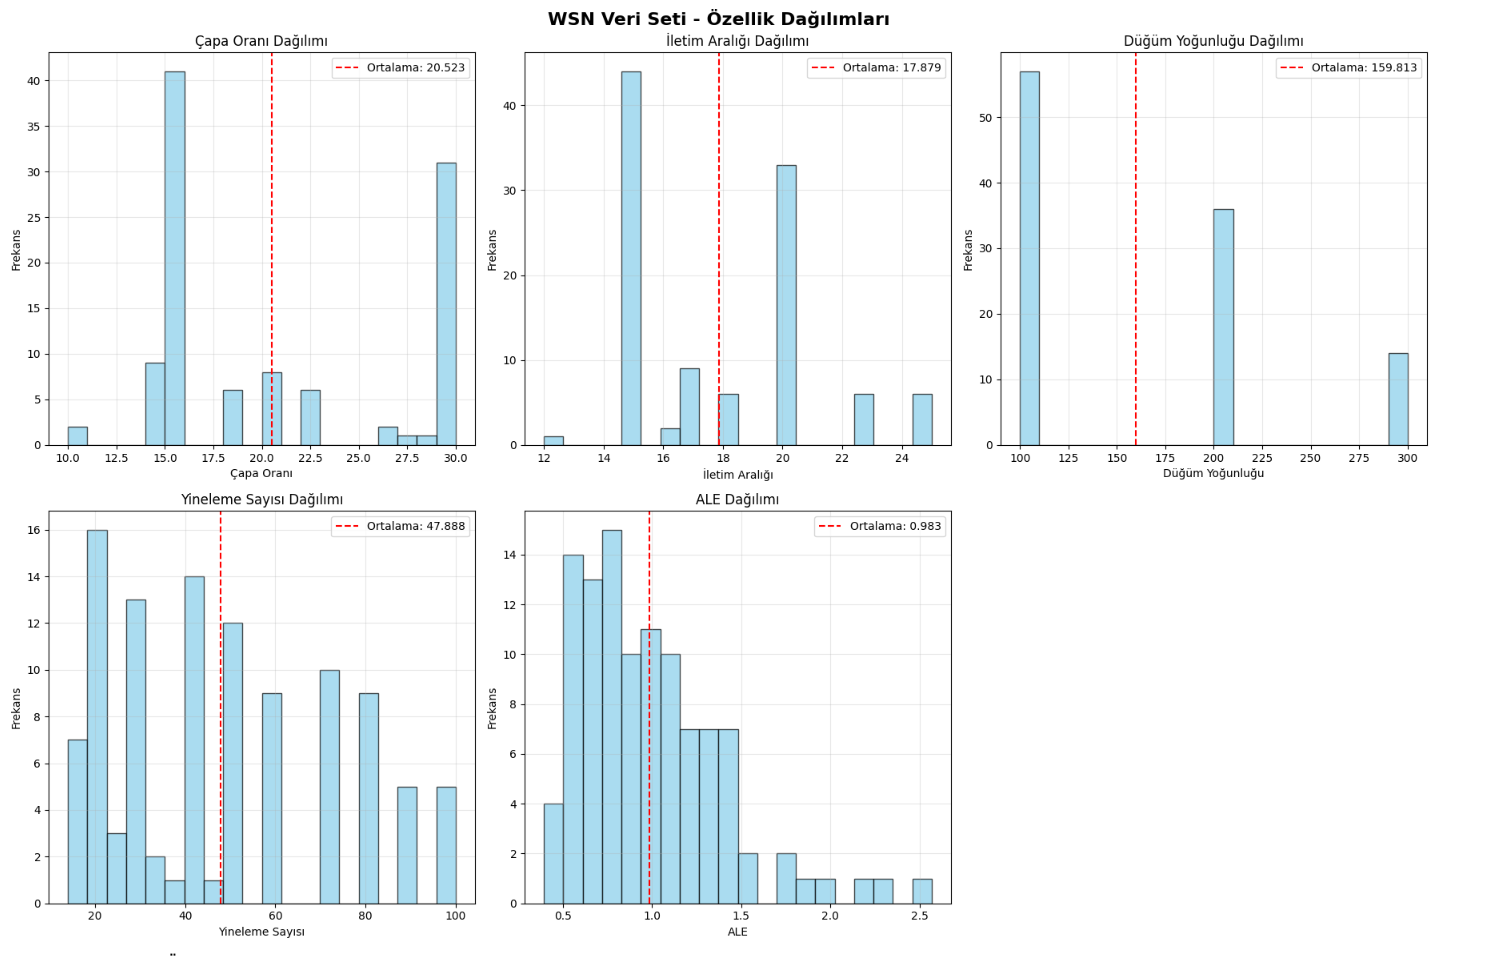 WSN Veri Seti - Özellik Dağılımları
Çapa Oranı Dağılımı
Ortalama: 20.523
Frekans
0
5
10
15
20
25
30
35
40
10.0 12.5 15.0 17.5 20.0 22.5 25.0 27.5 30.0
Çapa Oranı
İletim Aralığı Dağılımı
Ortalama: 17.879
Frekans
0
10
20
30
40
12 14 16 18 20 22 24
İletim Aralığı
Düğüm Yoğunluğu Dağılımı
Ortalama: 159.813
Frekans
0
10
20
30
40
50
100 125 150 175 200 225 250 275 300
Düğüm Yoğunluğu
Yineleme Sayısı Dağılımı
Ortalama: 47.888
Frekans
0
2
4
6
8
10
12
14
16
20 40 60 80 100
Yineleme Sayısı
ALE Dağılımı
Ortalama: 0.983
Frekans
0
2
4
6
8
10
12
14
0.5 1.0 1.5 2.0 2.5
ALE